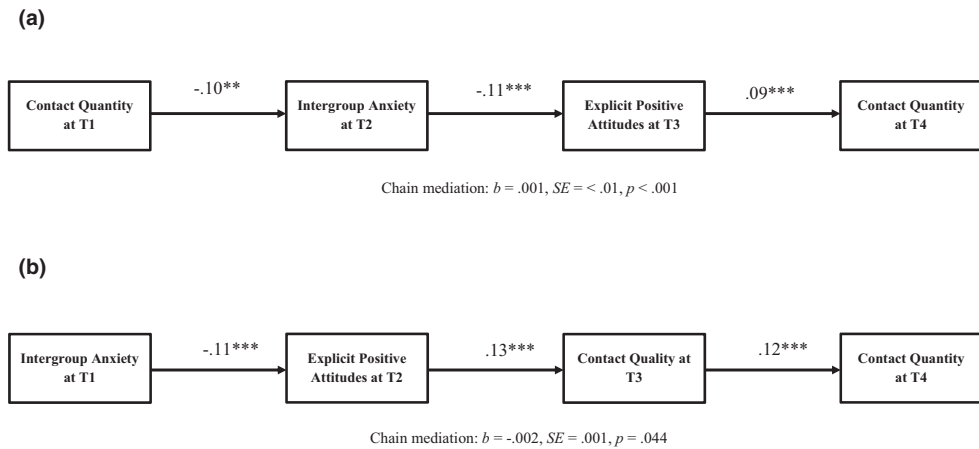 (a)
-.10**
-.11***
.09***
Contact Quantity
at T1
Intergroup Anxiety
at T2
Explicit Positive
Attitudes at T3
Contact Quantity
at T4
Chain mediation: b = .001, SE = < .01, p < .001
(b)
-.11***
.13***
.12***
Intergroup Anxiety
at T1
Explicit Positive
Attitudes at T2
Contact Quality at
T3
Contact Quantity
at T4
Chain mediation: b = -.002, SE = .001, p = .044